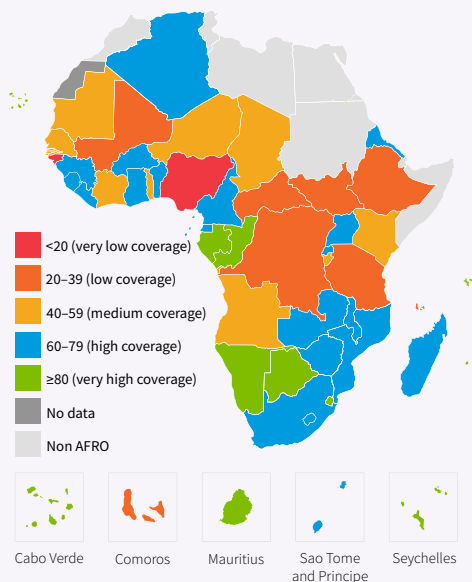 <20 (very low coverage)
20–39 (low coverage)
40–59 (medium coverage)
60–79 (high coverage)
≥80 (very high coverage)
No data
Non AFRO
Cabo Verde
Comoros
Mauritius
Sao Tome
and Principe
Seychelles